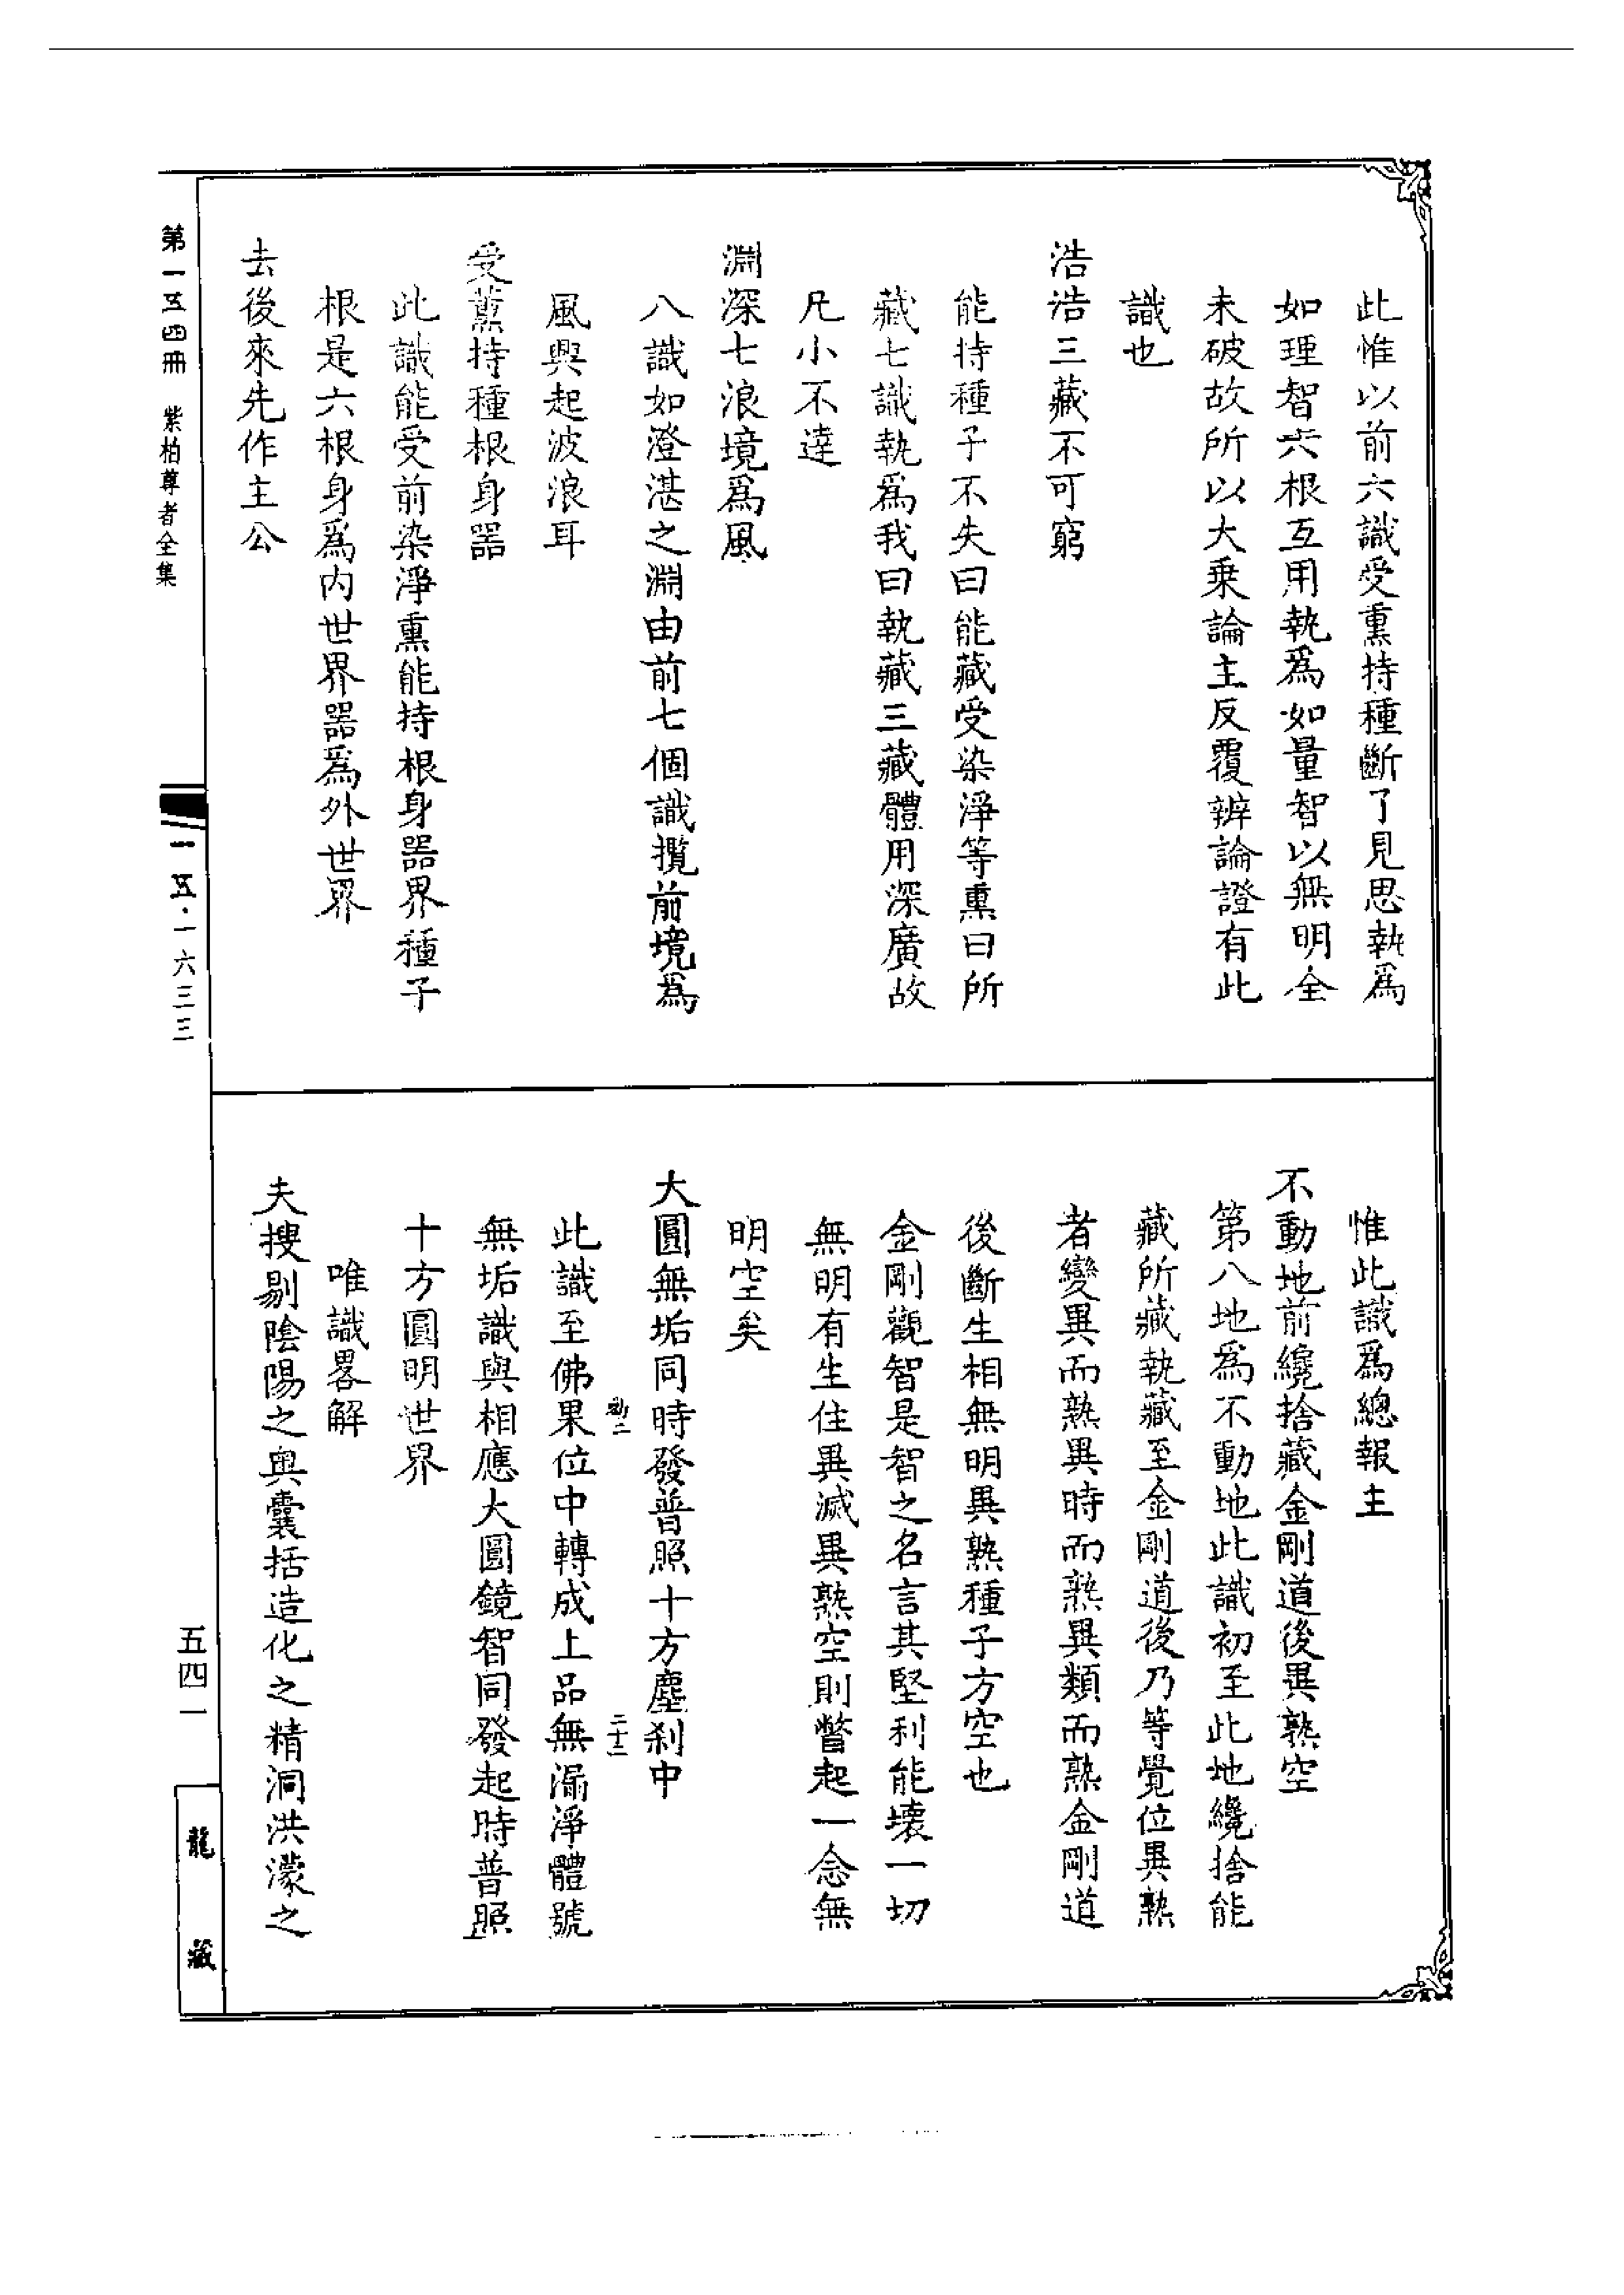 此惟以前六識受熏持種斷了見思執爲
如理智六根互用執爲如量智以無明全
未破故所以大乗論主反覆辨論證有此
識也
浩浩三藏不可窮
能持種子不失曰能藏受染淨等熏曰所
藏七識執爲我曰執藏三藏體用深廣故
凡小不達
淵深七浪境爲風
八識如澄湛之淵由前七個識攬前境爲
風興起波浪耳
受薰持種根身器
此識能受前染淨熏能持根身器界種子
根是六根身爲内世界器爲外世界
去後來先作主公
惟此識爲總報主
不動地前纔捨藏金剛道後異熟空
第八地爲不動地此識初至此地纔捨能
藏所藏執藏至金剛道後乃等覺位異熟
者變異而熟異時而熟異類而熟金剛道
後斷生相無明異熟種子方空也
金剛觀智是智之名言其堅利能壊一切
無明有生住異滅異熟空則瞥起一念無
明空矣
大圓無垢同時發普照十方塵刹中
此識至佛果位中轉成上品無漏淨體號
無垢識與相應大圓鏡智同發起時普照
十方圓明世界
唯識畧解
夫搜剔陰陽之奥囊括造化之精洞洪濛之
第一五四冊 紫柏尊者全集
一五·一六三三
五四一
龍藏
二十二